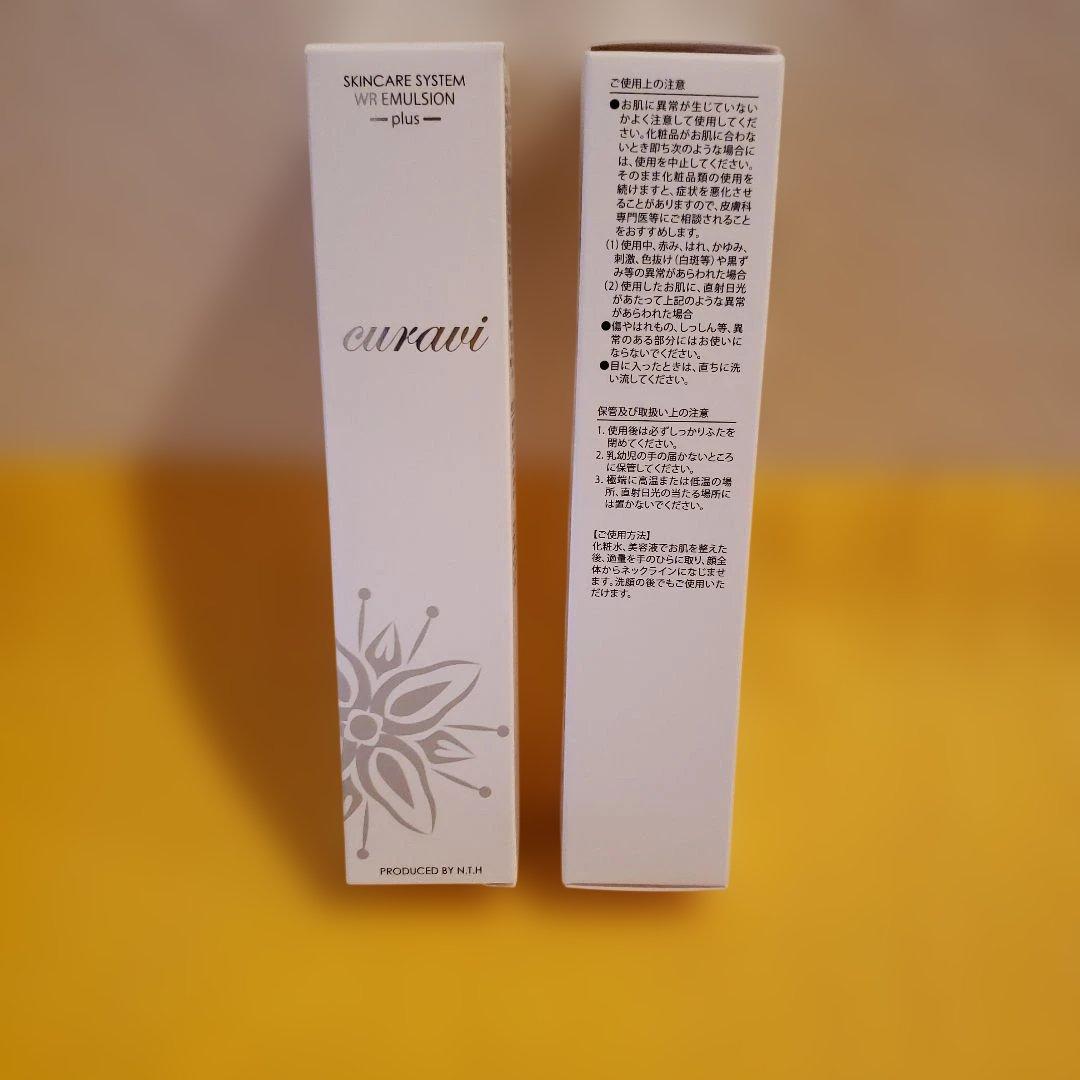 SKINCARE SYSTEM
WR EMULSION
plus
curavi
PRODUCED BY N.T.H
ご使用上の注意
●お肌に異常が生じていない
かよく注意して使用してくだ
さい。化粧品がお肌に合わな
いとき即ち次のような場合に
は、使用を中止してください。
そのまま化粧品類の使用を
続けますと、症状を悪化させ
ることがありますので、皮膚科
専門医等にご相談されること
をおすすめします。
(1)使用中、赤み、はれ、かゆみ、
刺激、色抜け(白斑等)や黒ず
み等の異常があらわれた場合
(2)使用したお肌に、直射日光
があたって上記のような異常
があらわれた場合
●傷やはれもの、しっしん等、異
常のある部分にはお使いに
ならないでください。
●目に入ったときは、直ちに洗
い流してください。
保管及び取扱い上の注意
1. 使用後は必ずしっかりふたを
閉めてください。
2. 乳幼児の手の届かないところ
に保管してください。
3. 極端に高温または低温の場
所、直射日光の当たる場所に
は置かないでください。
【ご使用方法】
化粧水、美容液でお肌を整えた
後、適量を手のひらに取り、顔全
体からネックラインになじませ
ます。洗顔の後でもご使用いた
だけます。